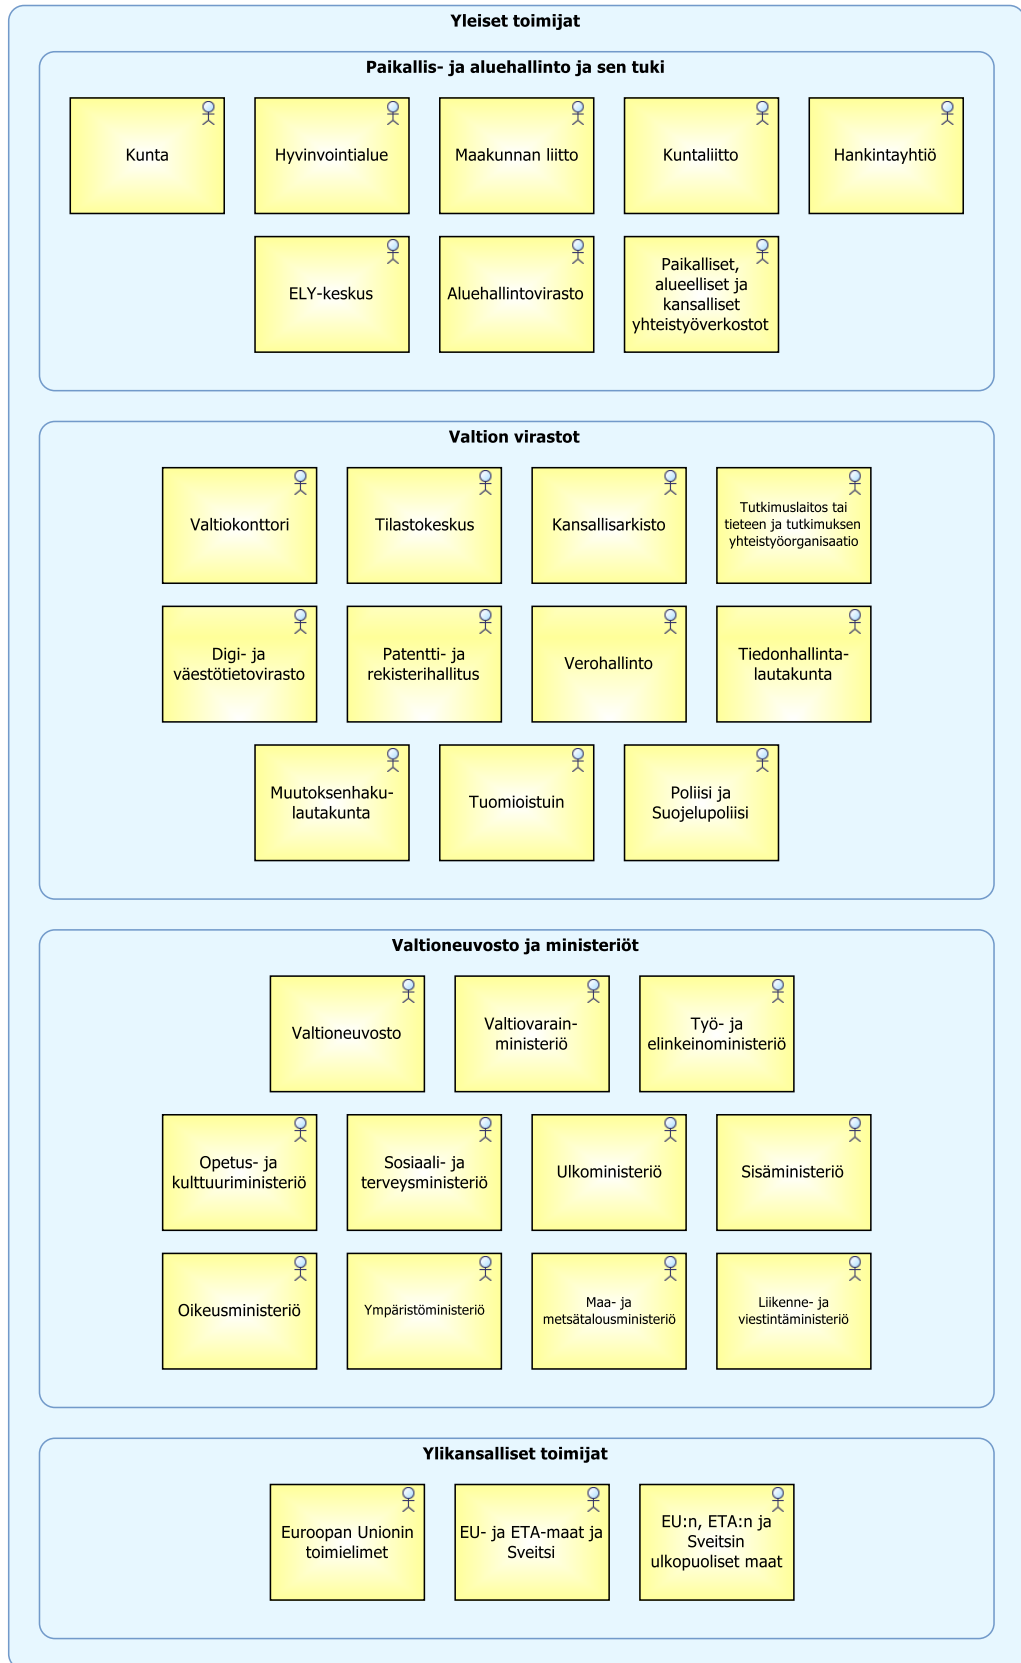 Yleiset toimijat
Paikallis- ja aluehallinto ja sen tuki
Kunta
Hyvinvointialue
Maakunnan liitto
Kuntaliitto
Hankintayhtiö
ELY-keskus
Aluehallintovirasto
Paikalliset,
alueelliset ja
kansalliset
yhteistyöverkostot
Valtion virastot
Valtiokonttori
Tilastokeskus
Kansallisarkisto
Tutkimuslaitos tai
tieteen ja tutkimuksen
yhteistyöorganisaatio
Digi- ja
väestötietovirasto
Patentti- ja
rekisterihallitus
Verohallinto
Tiedonhallinta-
lautakunta
Muutoksenhaku-
lautakunta
Tuomioistuin
Poliisi ja
Suojelupoliisi
Valtioneuvosto ja ministeriöt
Valtioneuvosto
Valtiovarain-
ministeriö
Työ- ja
elinkeinoministeriö
Opetus- ja
kulttuuriministeriö
Sosiaali- ja
terveysministeriö
Ulkoministeriö
Sisäministeriö
Oikeusministeriö
Ympäristöministeriö
Maa- ja
metsätalousministeriö
Liikenne- ja
viestintäministeriö
Ylikansalliset toimijat
Euroopan Unionin
toimielimet
EU- ja ETA-maat ja
Sveitsi
EU:n, ETA:n ja
Sveitsin
ulkopuoliset maat